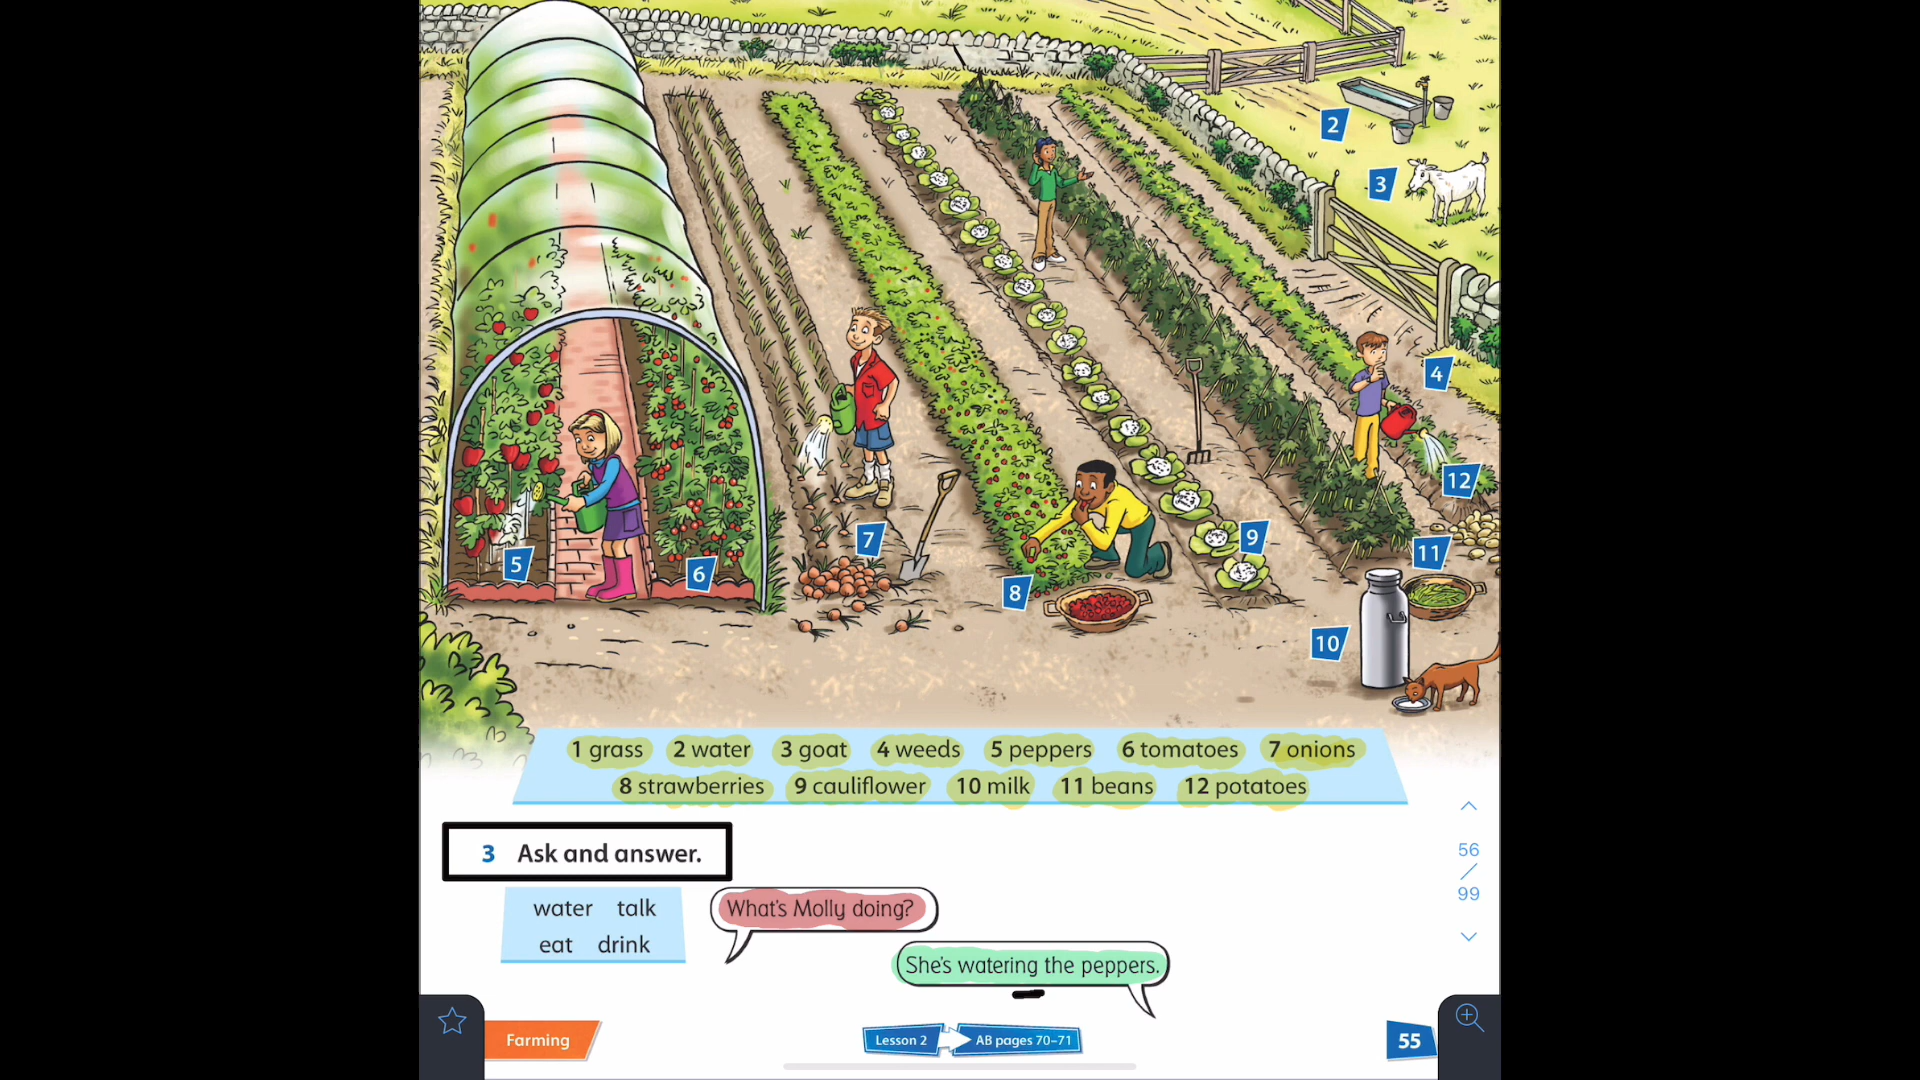 2
3
4
12
5
6
7
8
9
11
10
1 grass 2 water 3 goat 4 weeds 5 peppers 6 tomatoes 7 onions
8 strawberries 9 cauliflower 10 milk 11 beans 12 potatoes
3 Ask and answer.
water talk
eat drink
What's Molly doing?
She's watering the peppers.
56
99
Farming
Lesson 2
AB pages 70–71
55